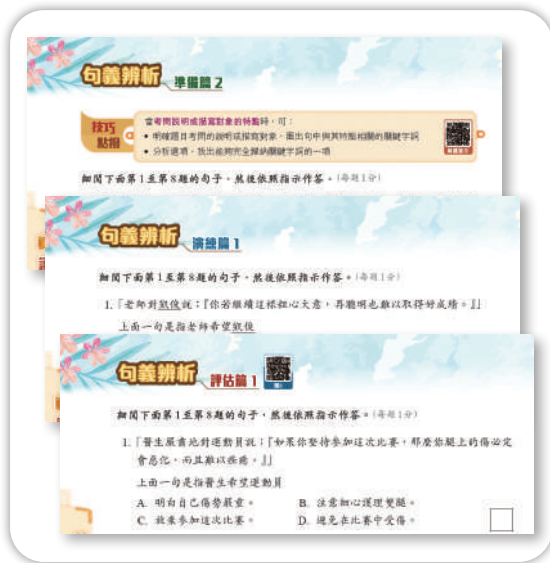 句義辨析 準備篇 2
技巧
點撥
當考問說明或描寫對象的特點時，可：
• 明確題目考問的說明或描寫對象，圈出句中與其特點相關的關鍵字詞
• 分析選項，找出能夠完全歸納關鍵字詞的一項
細閱下面第1至第8題的句子，然後依照指示作答。(每題1分)
句義辨析 演練篇 1
細閱下面第1至第8題的句子，然後依照指示作答。(每題1分)
1.「老師對凱俊說：『你若繼續這樣粗心大意，再聰明也難以取得好成績。』」
上面一句是指老師希望凱俊
句義辨析 評估篇 1
細閱下面第1至第8題的句子，然後依照指示作答。(每題1分)
1.「醫生嚴肅地對運動員說：『如果你堅持參加這次比賽，那麼你腿上的傷必定
會惡化，而且難以痊癒。』」
上面一句是指醫生希望運動員
A. 明白自己傷勢嚴重。 B. 注意細心護理雙腿。
C. 放棄參加這次比賽。 D. 避免在比賽中受傷。